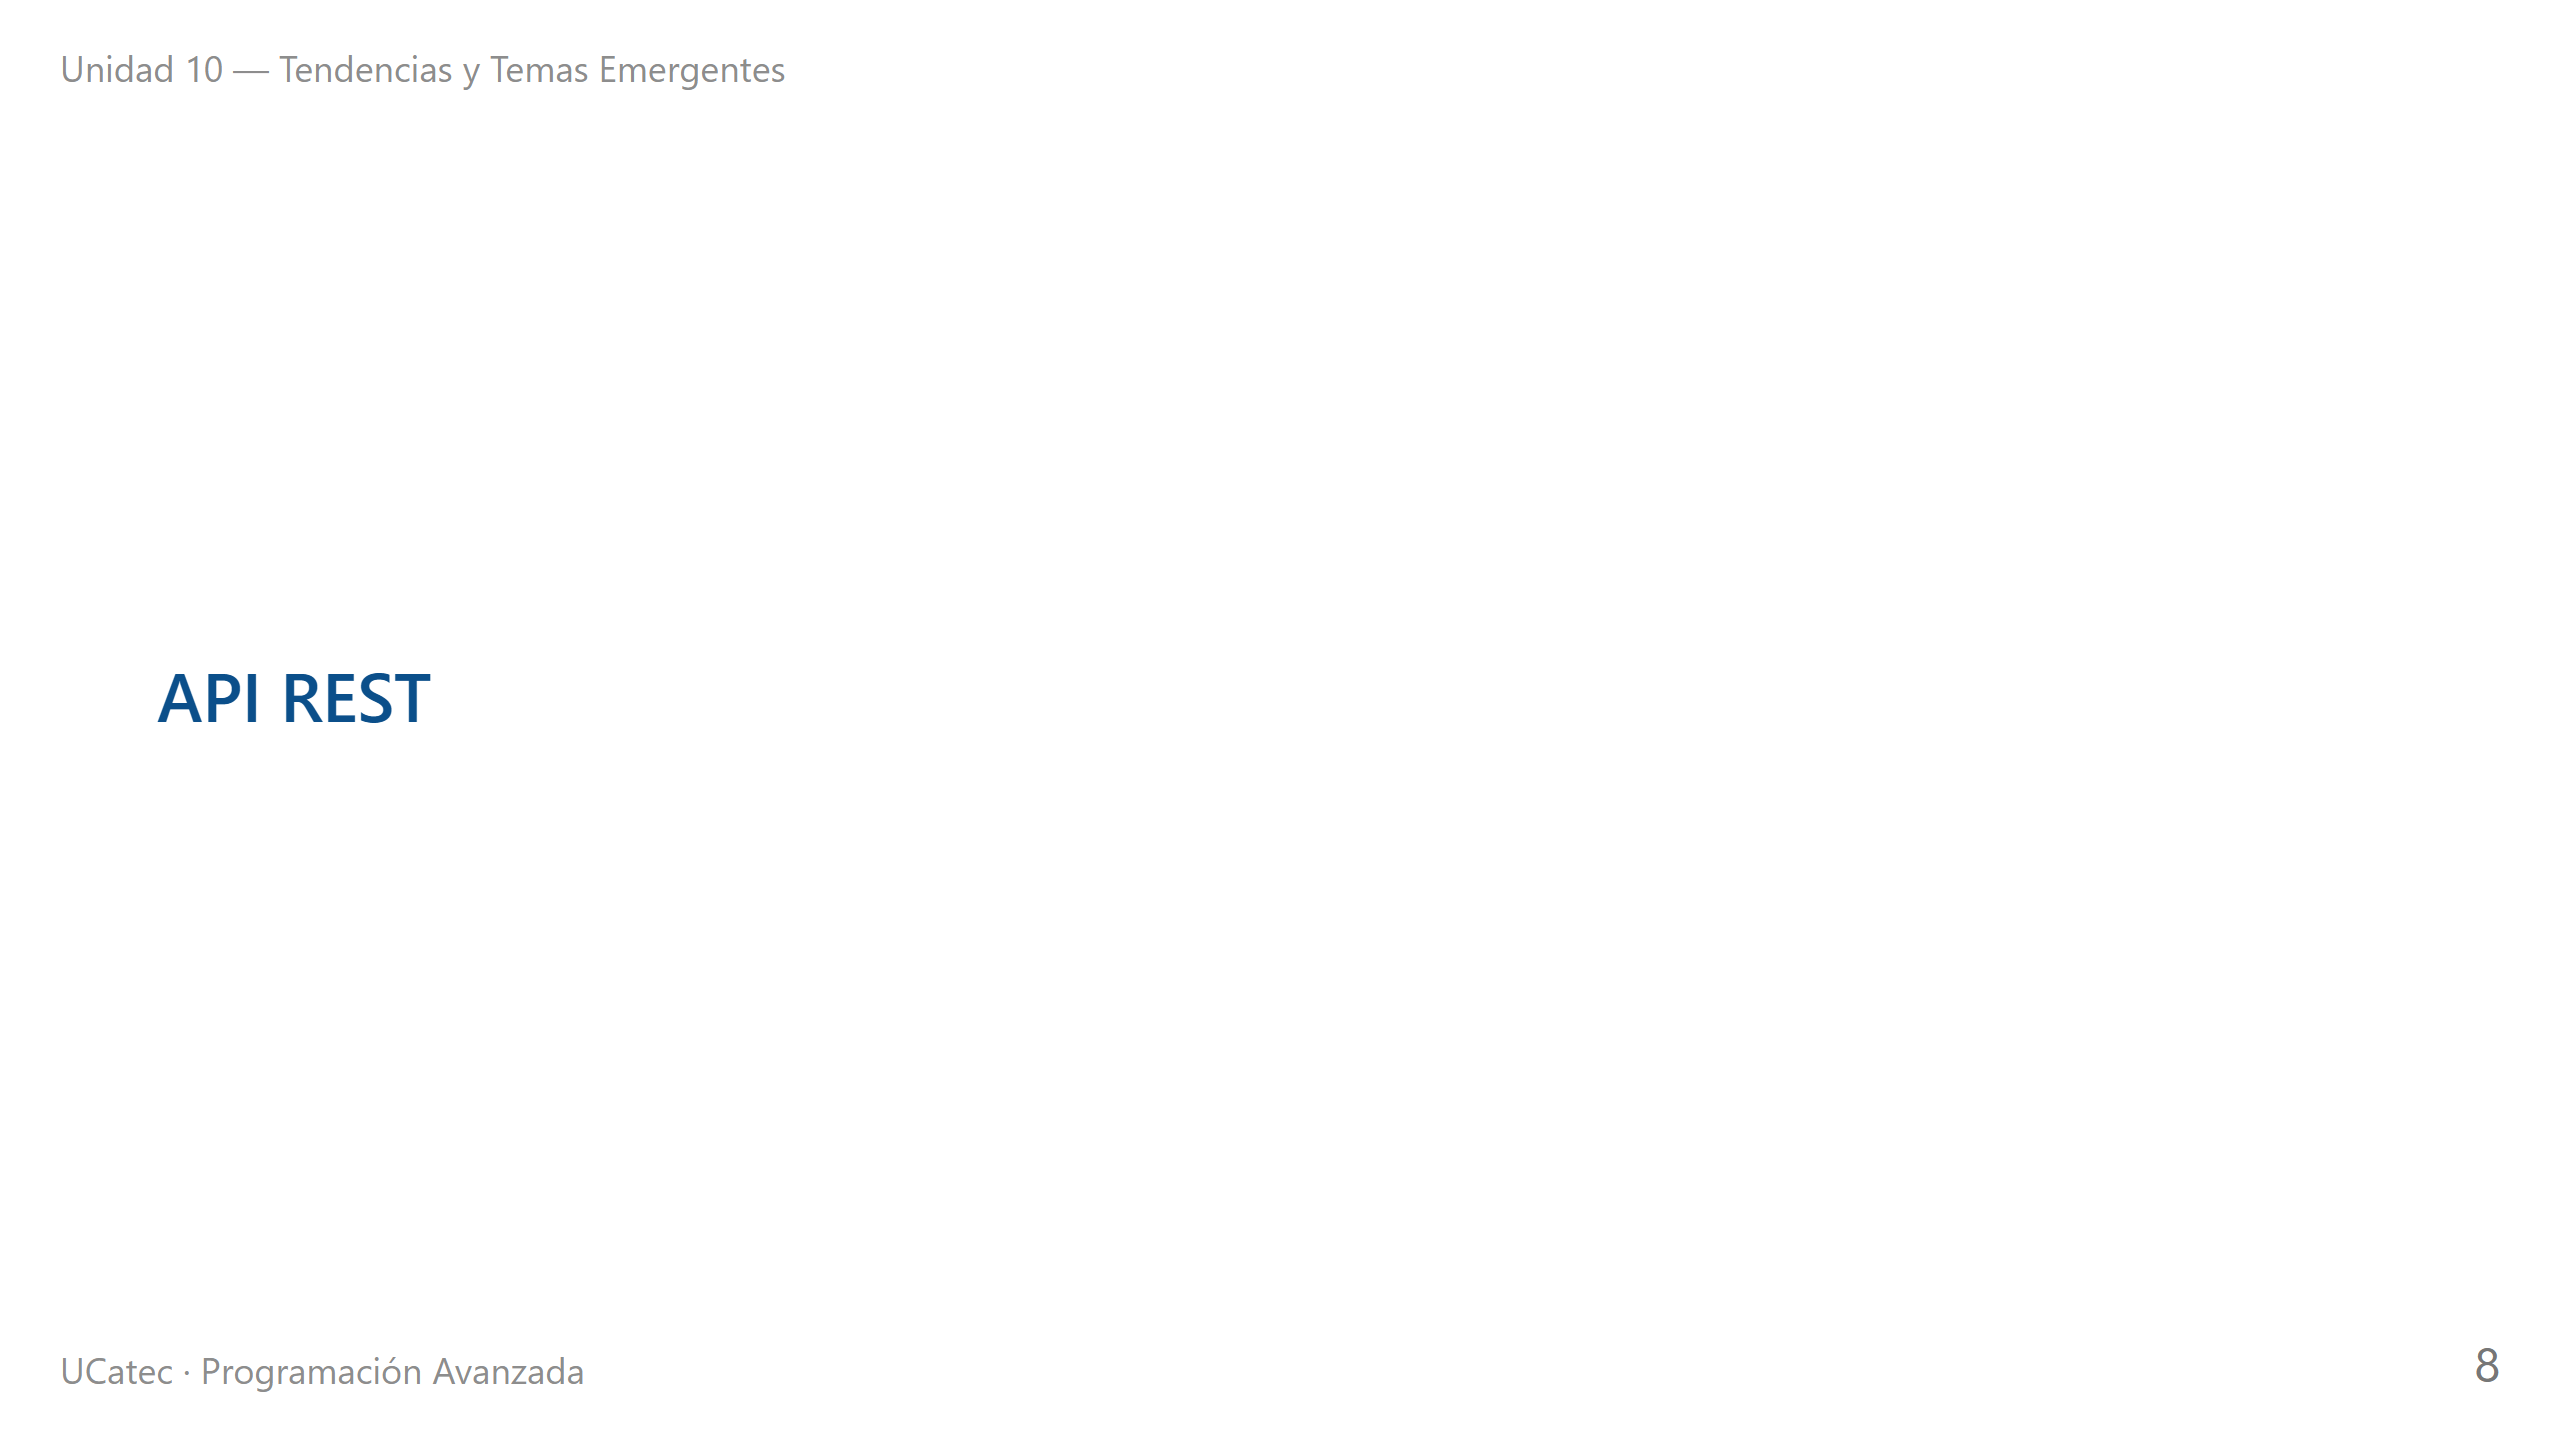 Unidad 10 — Tendencias y Temas Emergentes
API REST
UCatec · Programación Avanzada
8